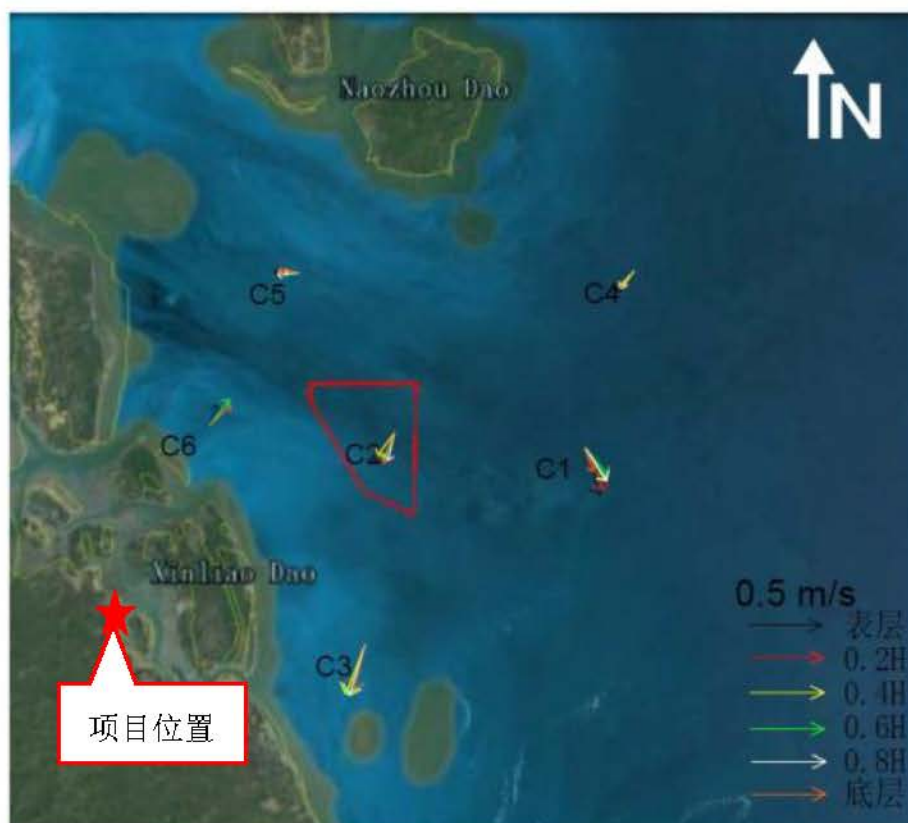 Naozhou Dao
N
C5
C4
C6
C2
C1
Xinliao Dao
C3
项目位置
0.5 m/s
表层
0.2H
0.4H
0.6H
0.8H
底层